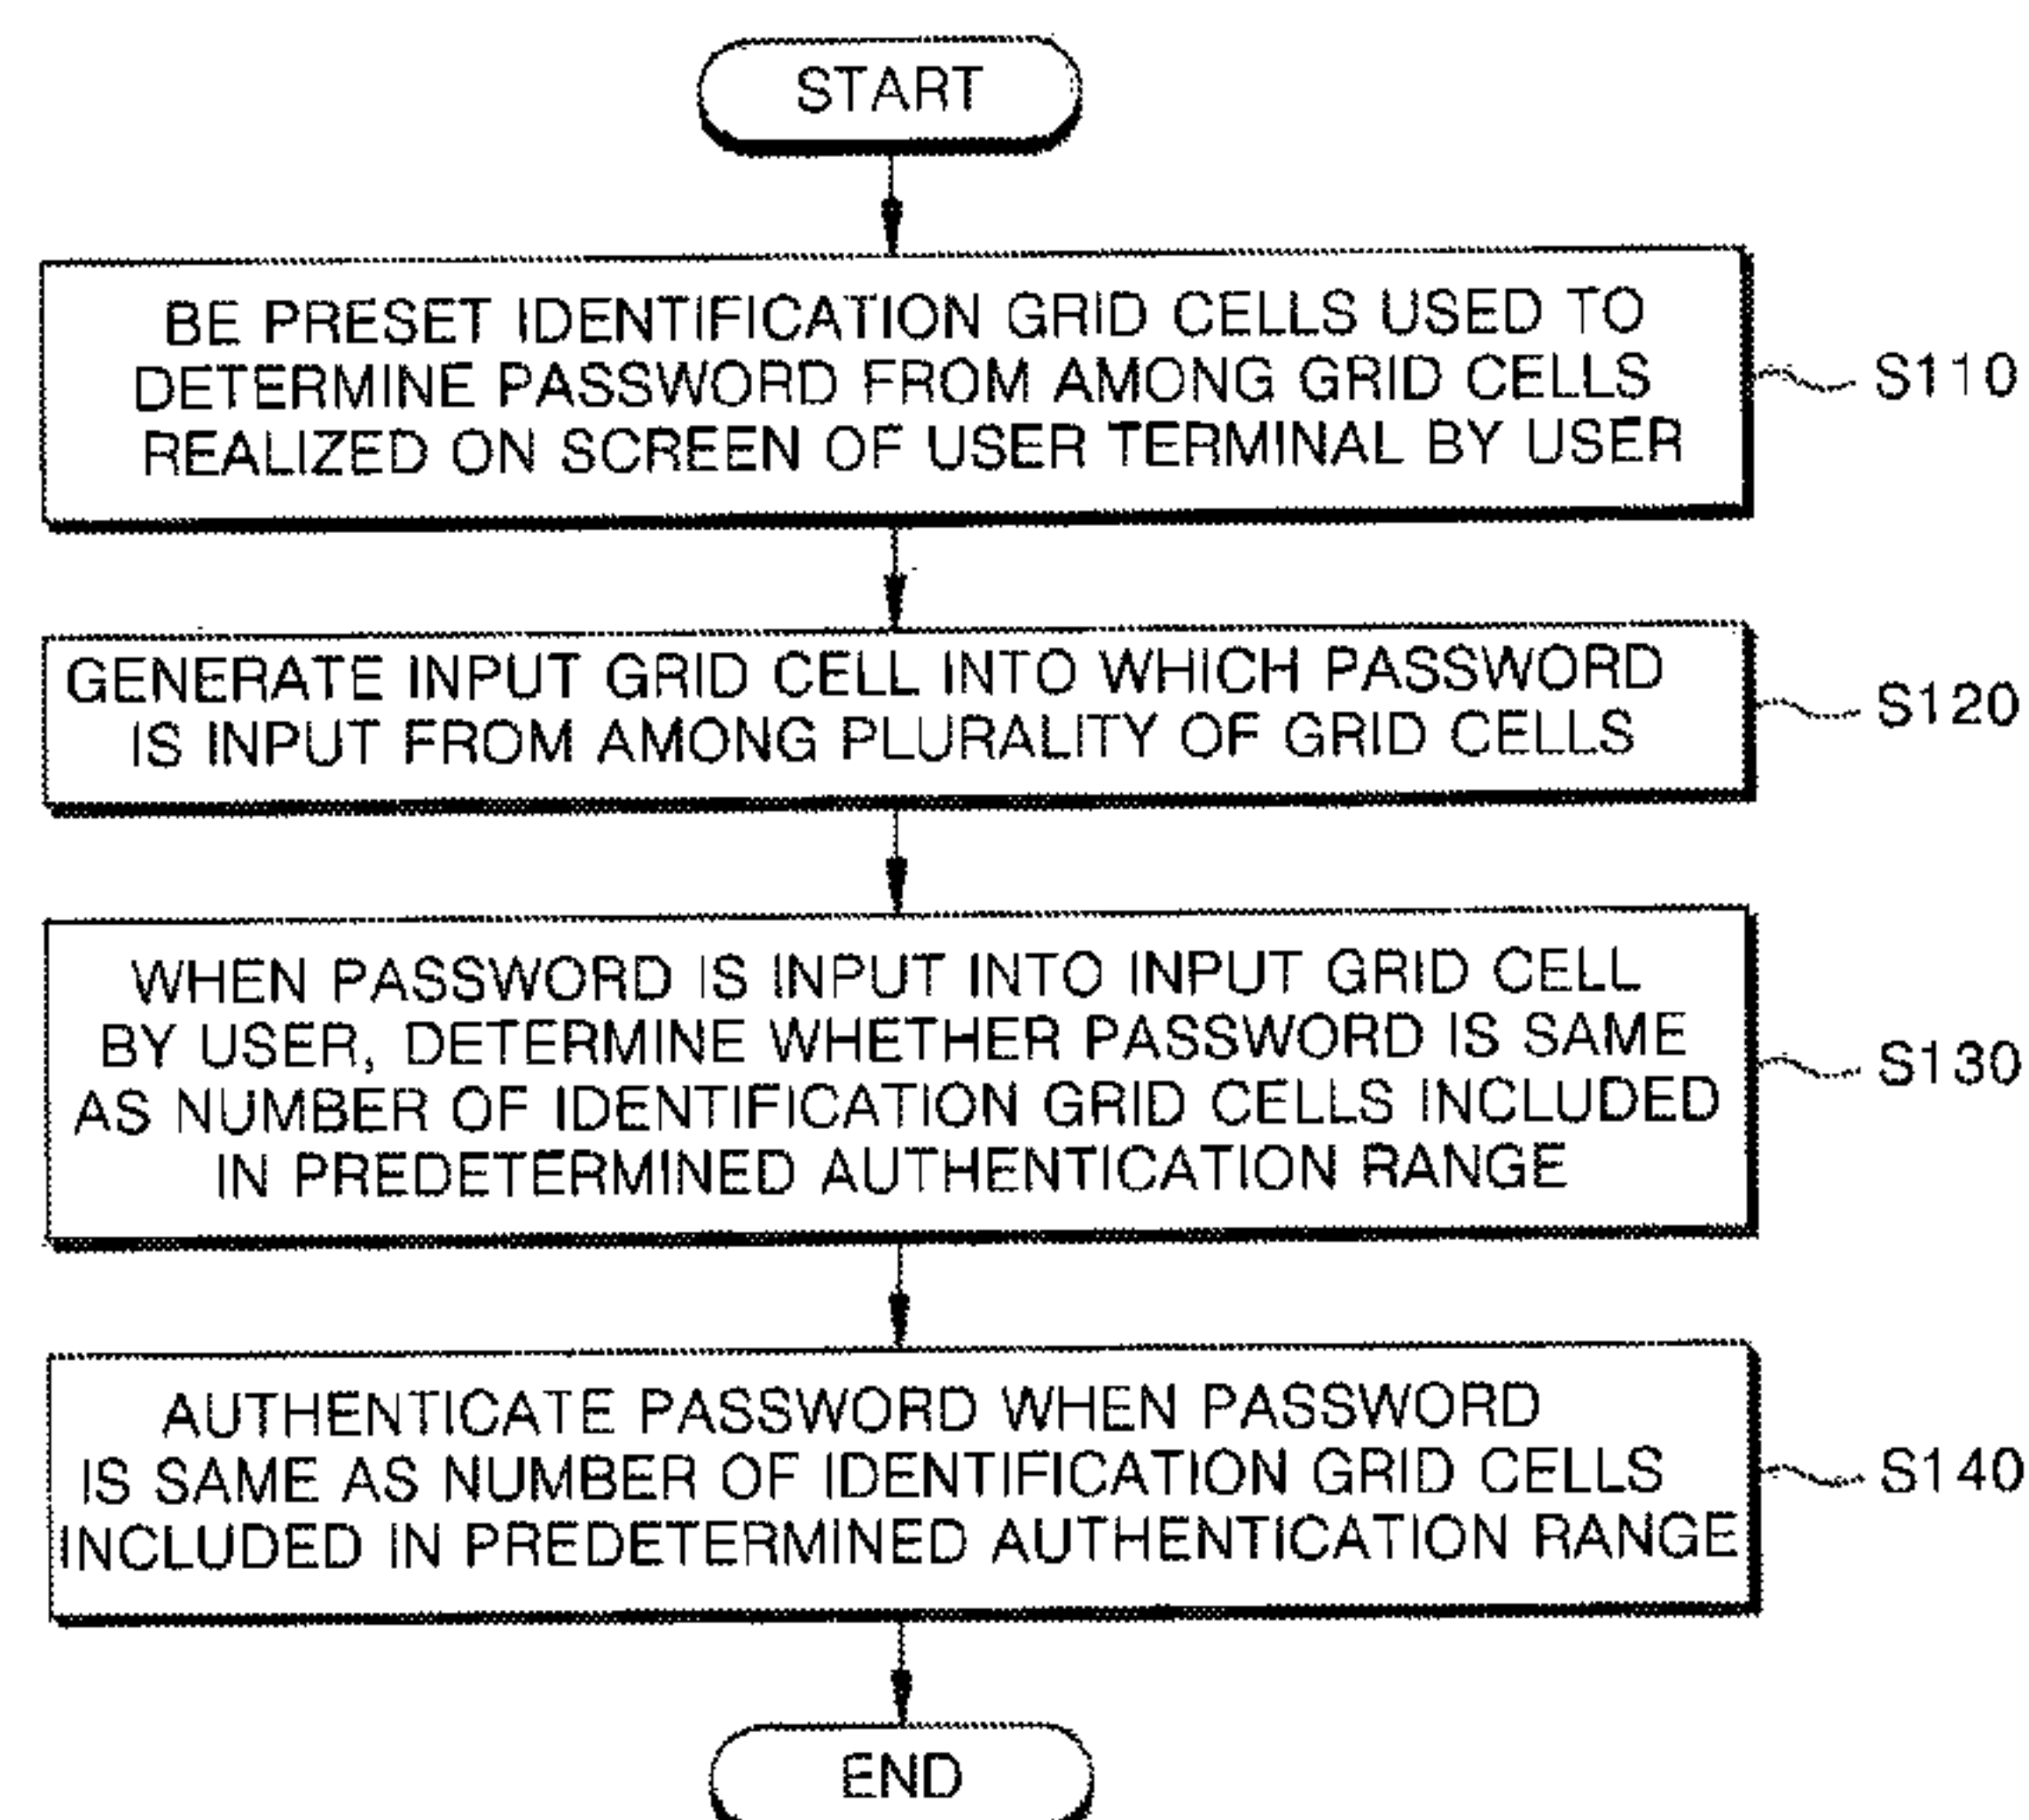 START
BE PRESET IDENTIFICATION GRID CELLS USED TO
DETERMINE PASSWORD FROM AMONG GRID CELLS
REALIZED ON SCREEN OF USER TERMINAL BY USER
S110
GENERATE INPUT GRID CELL INTO WHICH PASSWORD
IS INPUT FROM AMONG PLURALITY OF GRID CELLS
S120
WHEN PASSWORD IS INPUT INTO INPUT GRID CELL
BY USER, DETERMINE WHETHER PASSWORD IS SAME
AS NUMBER OF IDENTIFICATION GRID CELLS INCLUDED
IN PREDETERMINED AUTHENTICATION RANGE
S130
AUTHENTICATE PASSWORD WHEN PASSWORD
IS SAME AS NUMBER OF IDENTIFICATION GRID CELLS
INCLUDED IN PREDETERMINED AUTHENTICATION RANGE
S140
END